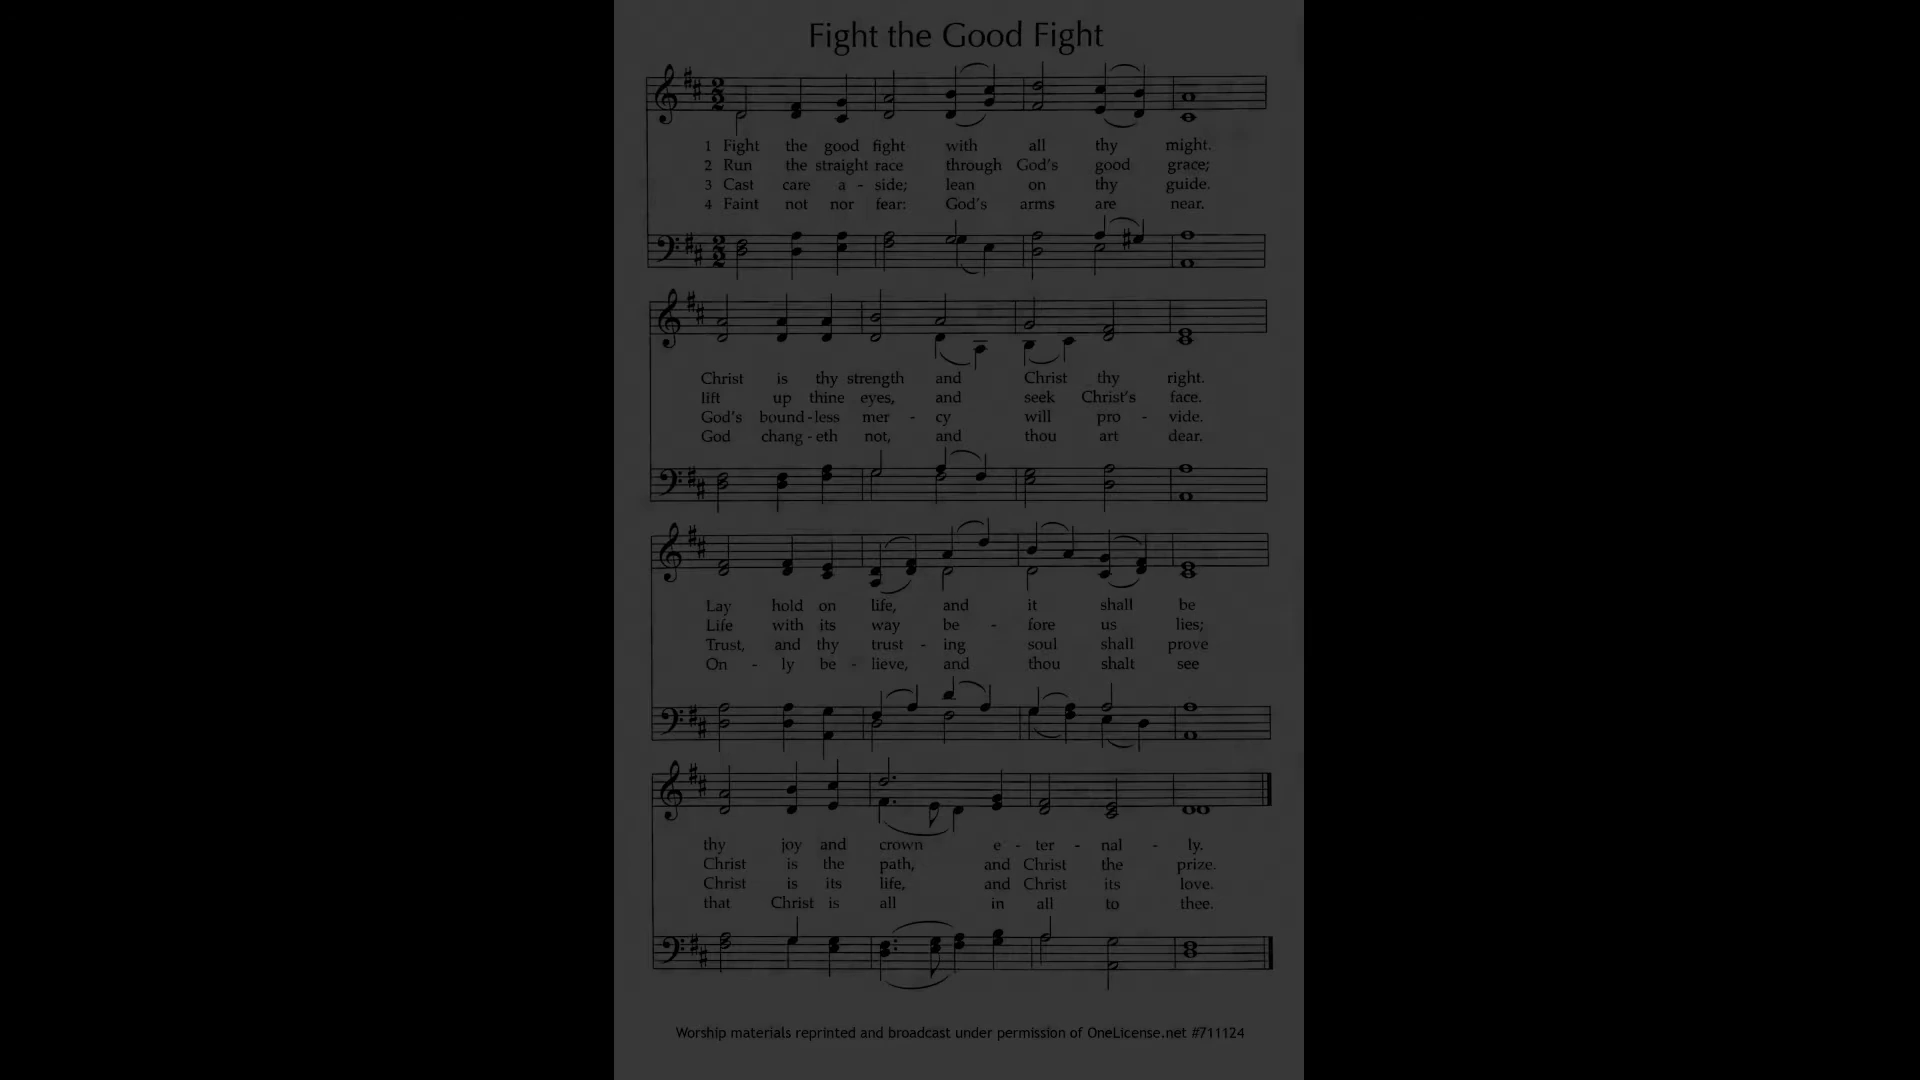 Fight the Good Fight
1 Fight the good fight with all thy might.
2 Run the straight race through God's good grace;
3 Cast care a - side; lean on thy guide.
4 Faint not nor fear: God's arms are near.
Christ is thy strength and Christ thy right.
lift up thine eyes, and seek Christ's face.
God's bound - less mer - cy will pro - vide.
God chang - eth not, and thou art dear.
Lay hold on life, and it shall be
Life with its way be - fore us lies;
Trust, and thy trust - ing soul shall prove
On - ly be - lieve, and thou shalt see
thy joy and crown e - ter - nal - ly.
Christ is the path, and Christ the prize.
Christ is its life, and Christ its love.
that Christ is all in all to thee.
Worship materials reprinted and broadcast under permission of OneLicense.net #711124